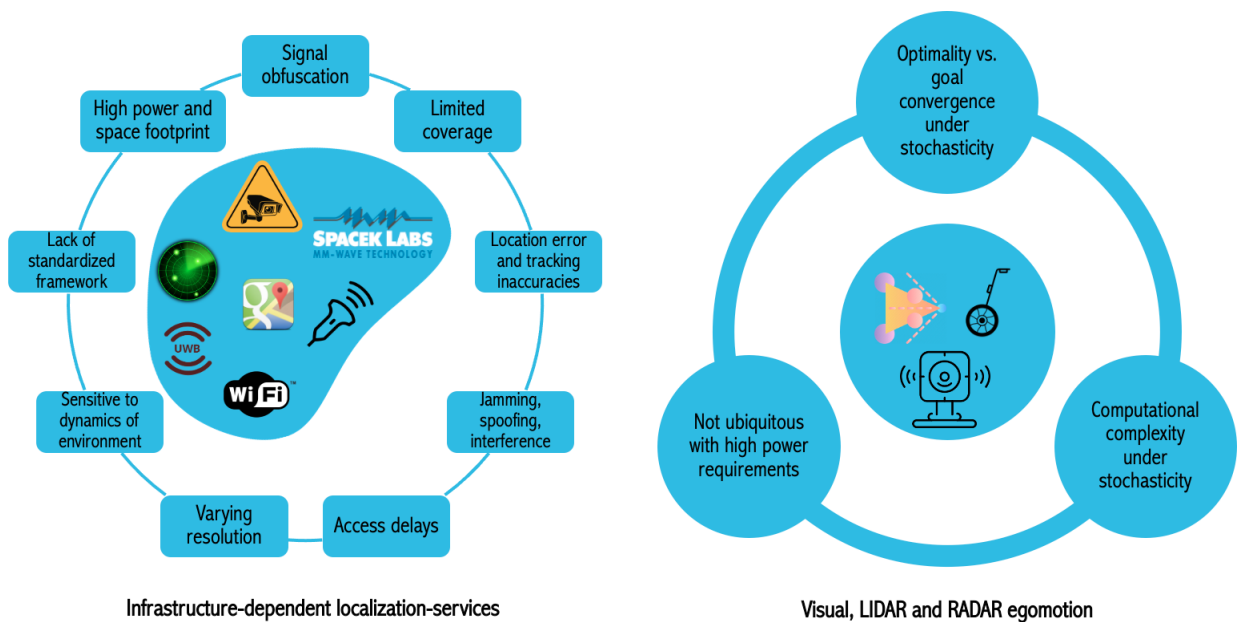 Signal
obfuscation
High power and
space footprint
Limited
coverage
SPACEK LABS
MM-WAVE TECHNOLOGY
Lack of
standardized
framework
Location error
and tracking
inaccuracies
UWB
WiFi™
Sensitive to
dynamics of
environment
Jamming,
spoofing,
interference
Varying
resolution
Access delays
Infrastructure-dependent localization-services
Optimality vs.
goal
convergence
under
stochasticity
Not ubiquitous
with high power
requirements
Computational
complexity
under
stochasticity
Visual, LIDAR and RADAR egomotion